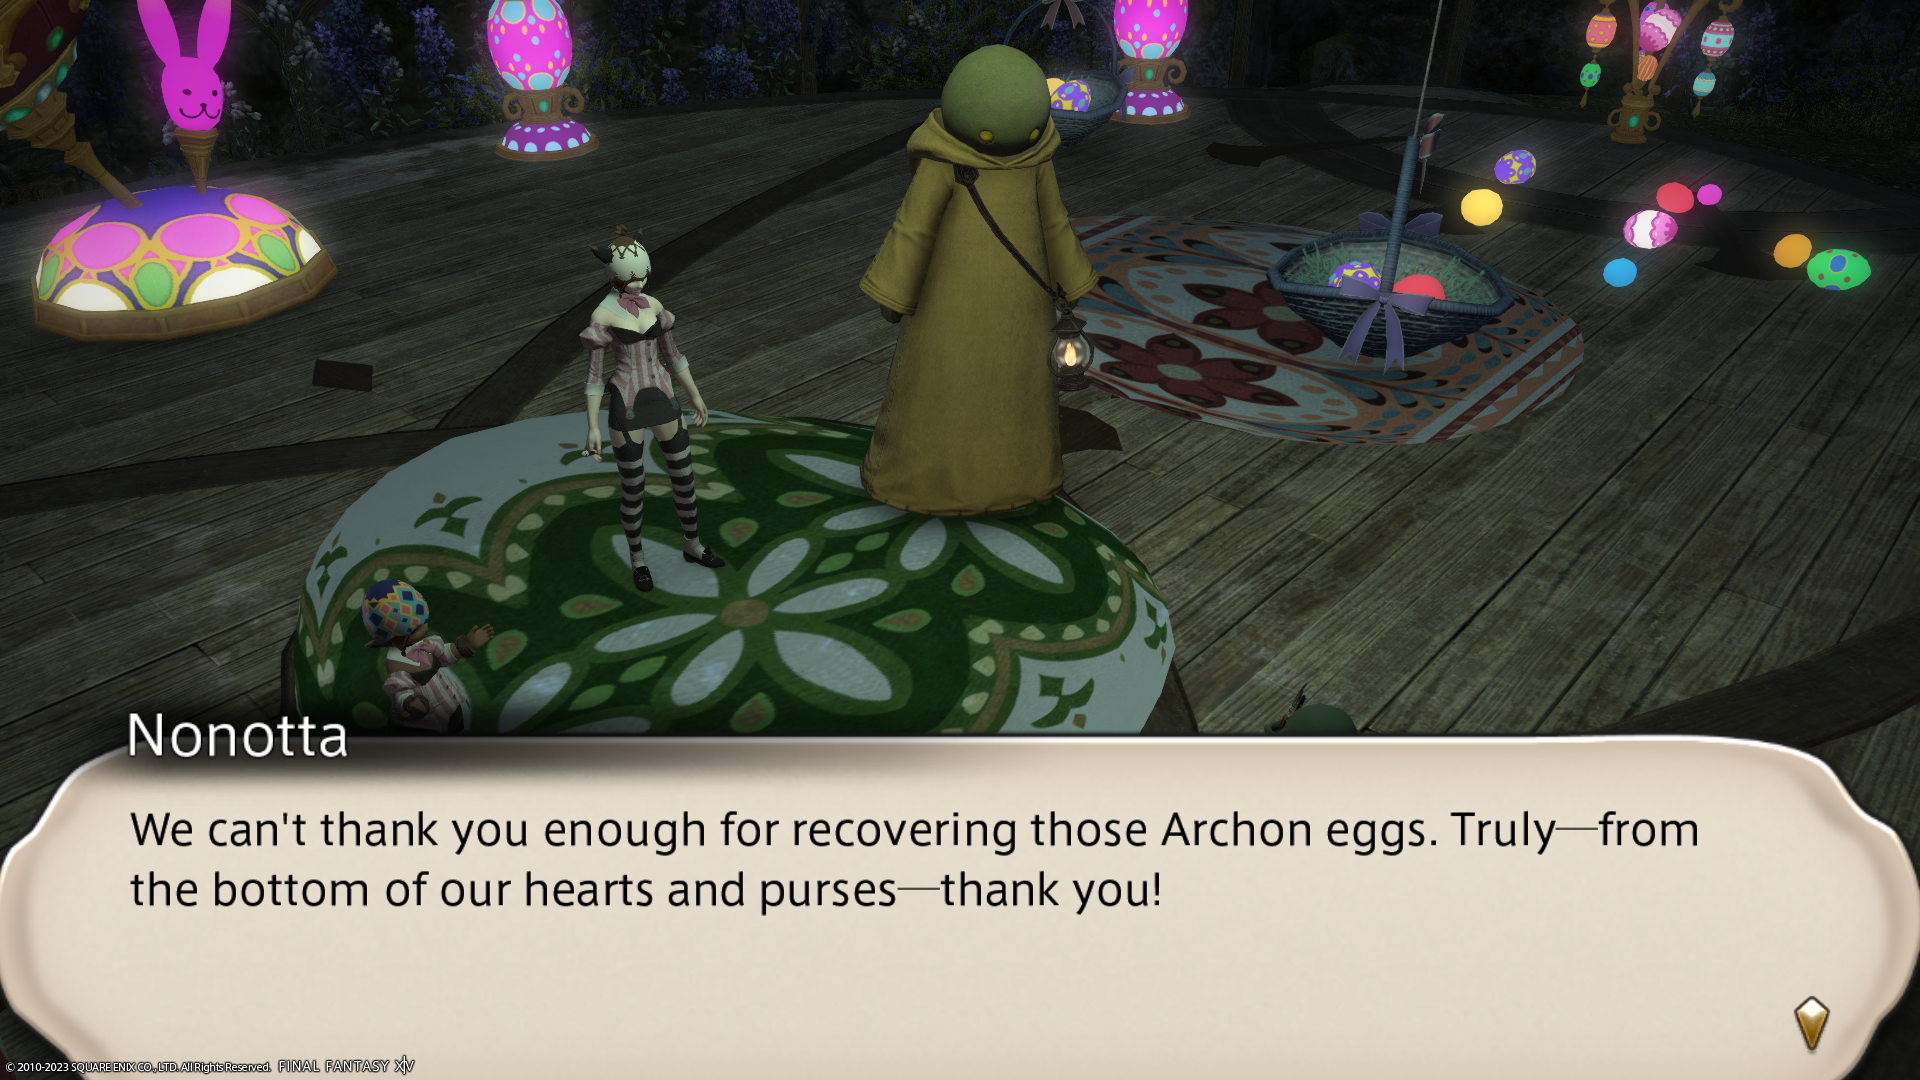 Nonotta
We can't thank you enough for recovering those Archon eggs. Truly—from
the bottom of our hearts and purses—thank you!
© 2010-2023 SQUARE ENIX CO., LTD. All Rights Reserved. FINAL FANTASY XIV